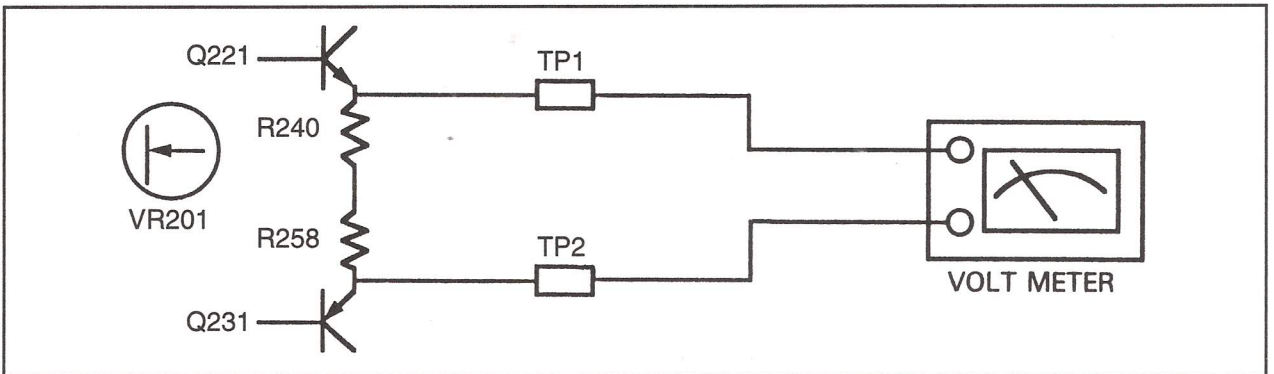 Q221
TP1
R240
VR201
R258
TP2
Q231
VOLT METER